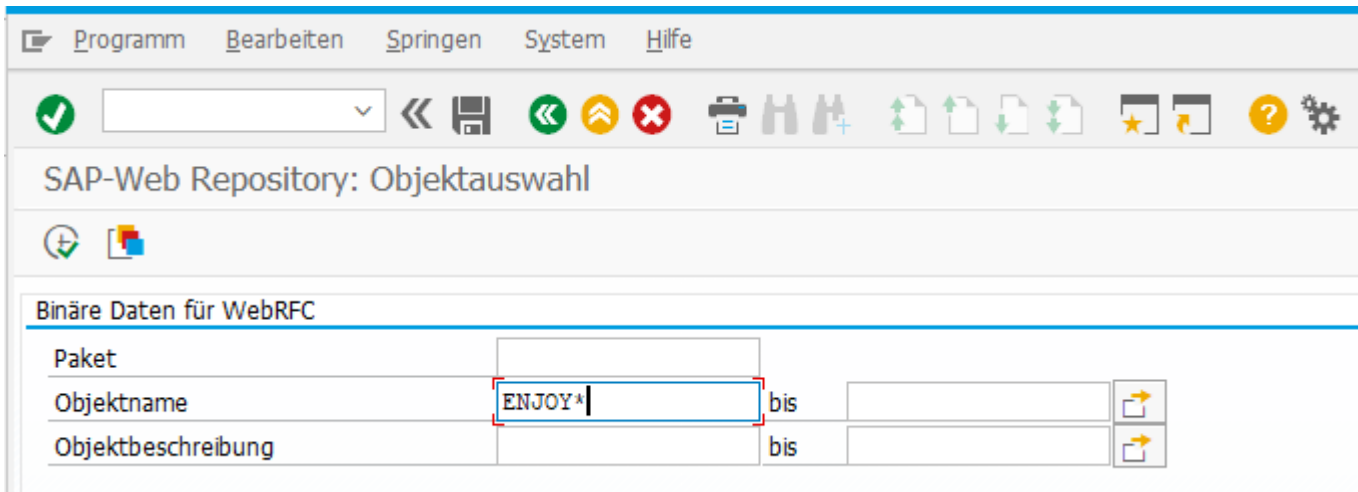 Programm Bearbeiten Springen System Hilfe
SAP-Web Repository: Objektauswahl
Binäre Daten für WebRFC
Paket
Objektname ENJOY* bis
Objektbeschreibung bis